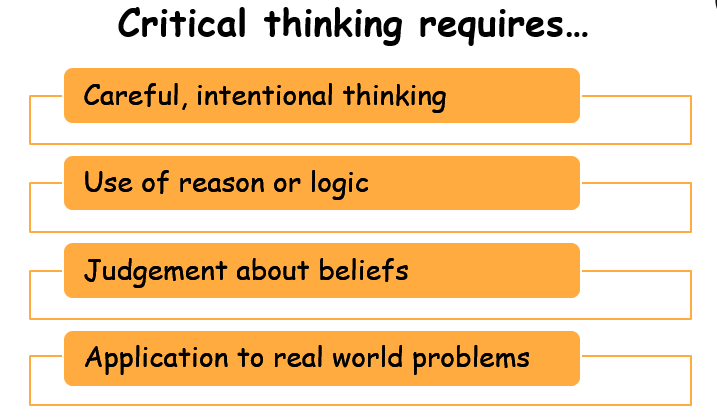 Critical thinking requires…
Careful, intentional thinking
Use of reason or logic
Judgement about beliefs
Application to real world problems